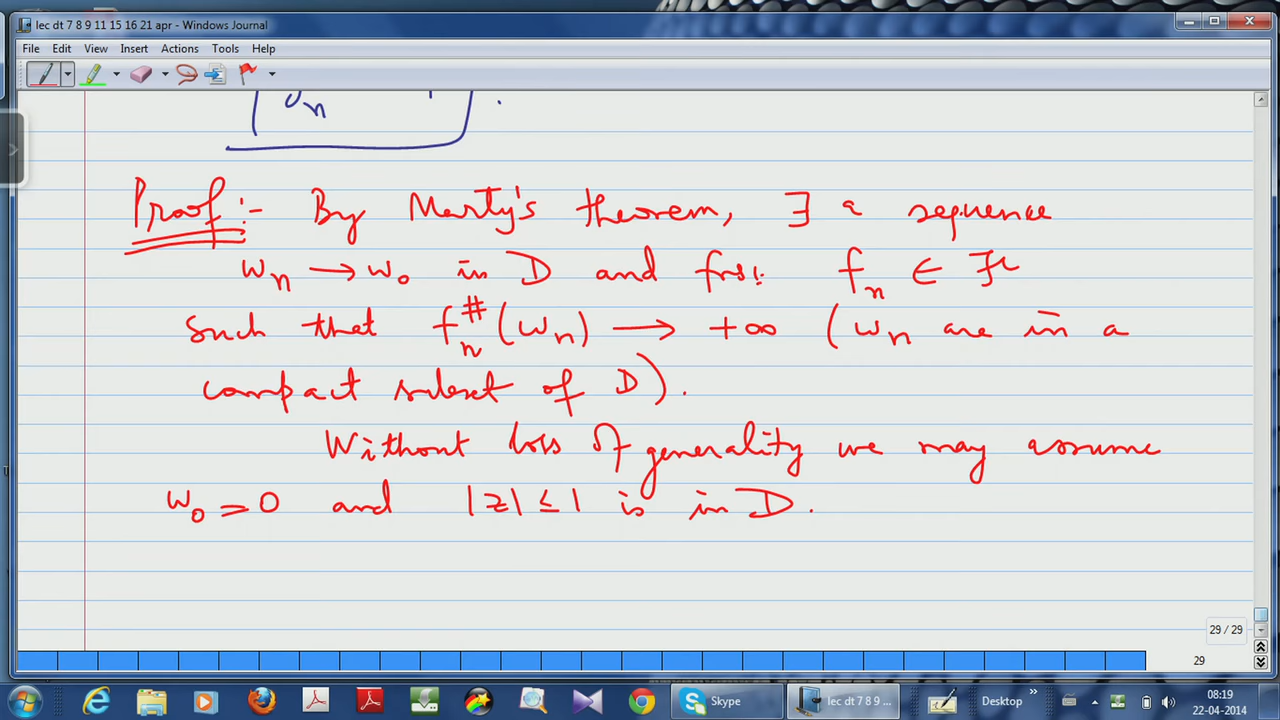 lec dt 7 8 9 11 15 16 21 apr - Windows Journal
File Edit View Insert Actions Tools Help
Proof:- By Marty's theorem, ∃ a sequence
wₙ → w₀ in D and fₙ ∈ ℱ
such that fₙ^#(wₙ) → +∞ (wₙ are in a
compact subset of D).
Without loss of generality we may assume
w₀ = 0 and |z| ≤ 1 is in D.
29 / 29
29
Skype
lec dt 7 8 9 ...
Desktop
08:19
22-04-2014